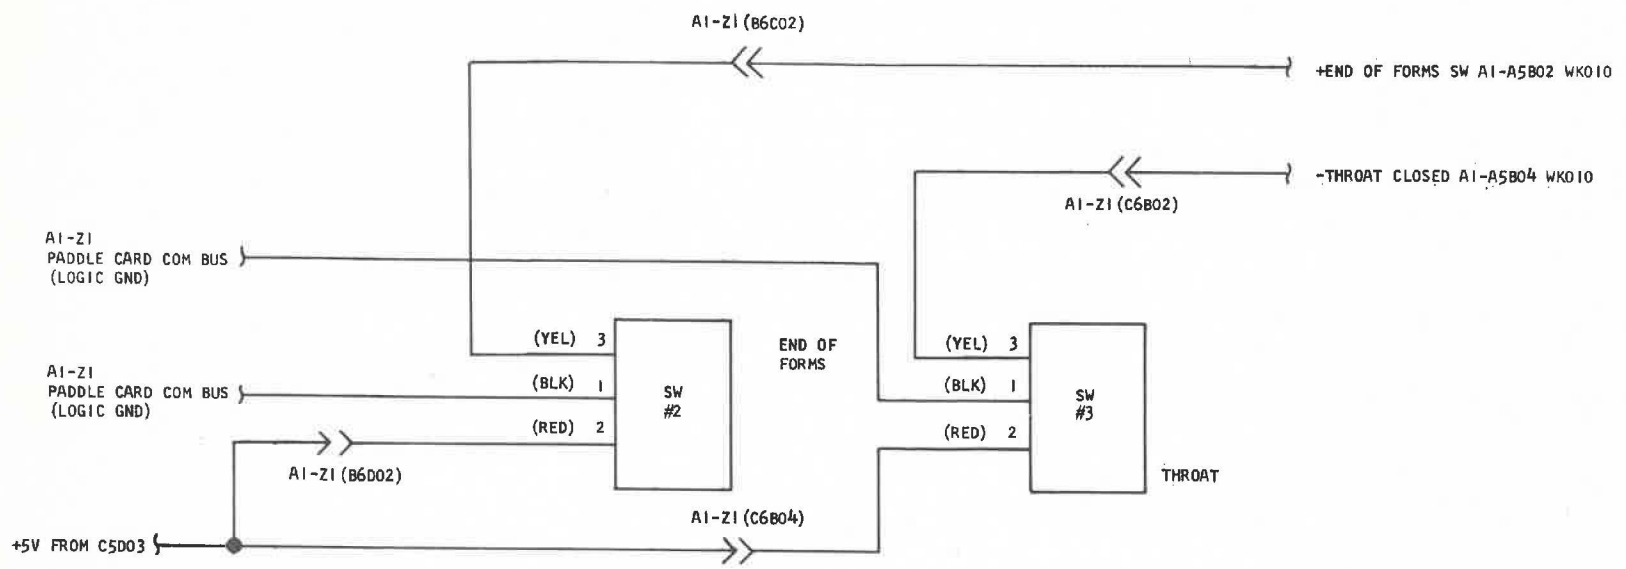 A1-Z1(B6C02)
+END OF FORMS SW A1-A5B02 WK010
-THROAT CLOSED A1-A5B04 WK010
A1-Z1(C6B02)
A1-Z1
PADDLE CARD COM BUS
(LOGIC GND)
(YEL) 3
END OF
FORMS
(YEL) 3
A1-Z1
PADDLE CARD COM BUS
(LOGIC GND)
(BLK) 1
SW
#2
(BLK) 1
SW
#3
(RED) 2
(RED) 2
A1-Z1(B6D02)
THROAT
A1-Z1(C6B04)
+5V FROM C5D03